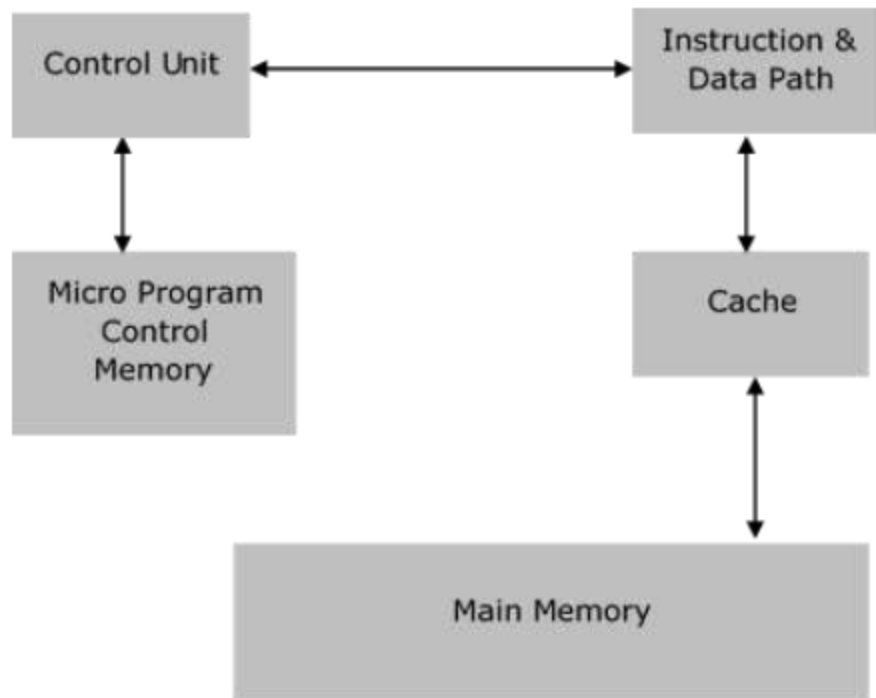 Control Unit
Instruction &
Data Path
Micro Program
Control
Memory
Cache
Main Memory